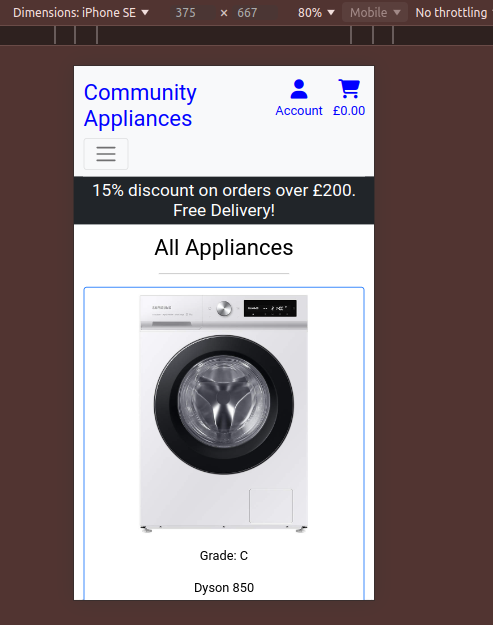 Dimensions: iPhone SE 375 × 667 80% Mobile No throttling
Community
Appliances
Account £0.00
15% discount on orders over £200.
Free Delivery!
All Appliances
SAMSUNG
Grade: C
Dyson 850